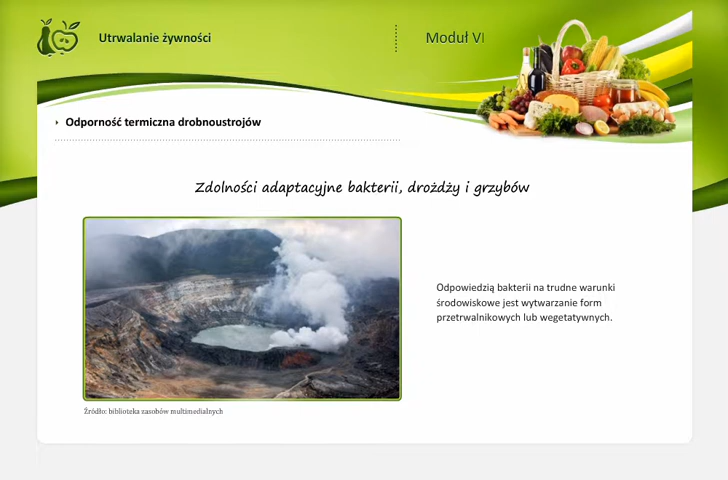 Utrwalanie żywności
Moduł VI
Odporność termiczna drobnoustrojów
Zdolności adaptacyjne bakterii, drożdży i grzybów
Odpowiedzią bakterii na trudne warunki
środowiskowe jest wytwarzanie form
przetrwalnikowych lub wegetatywnych.
Źródło: biblioteka zasobów multimedialnych